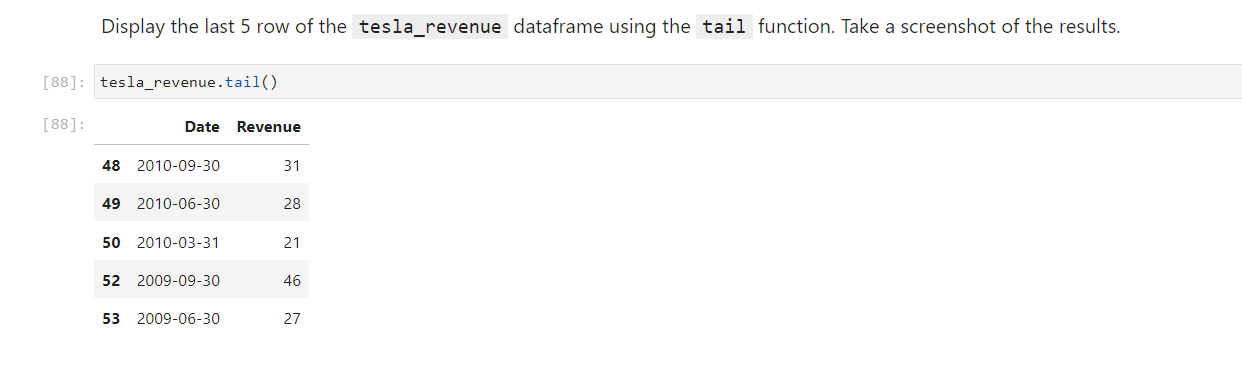 Display the last 5 row of the tesla_revenue dataframe using the tail function. Take a screenshot of the results.
[88]: tesla_revenue.tail()
[88]:
Date Revenue
48 2010-09-30 31
49 2010-06-30 28
50 2010-03-31 21
52 2009-09-30 46
53 2009-06-30 27